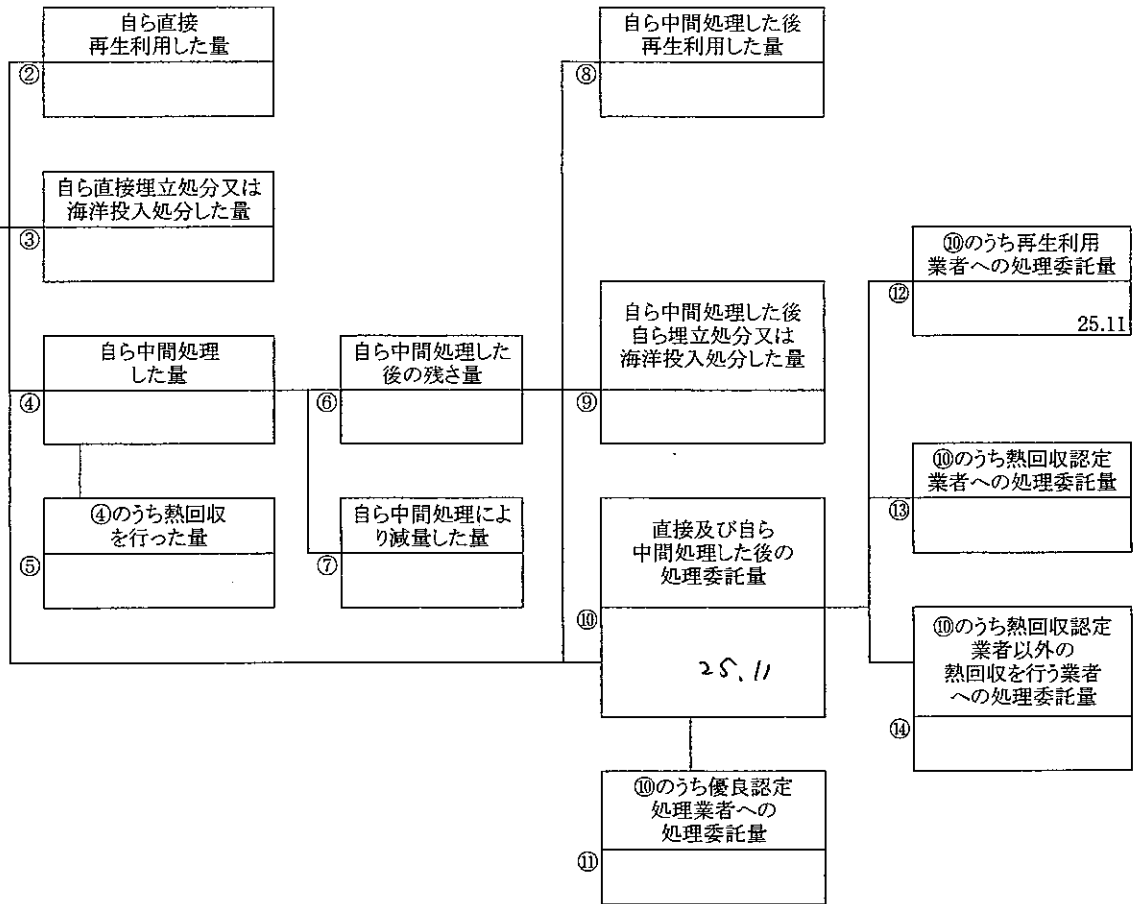 自ら直接
再生利用した量
②
自ら中間処理した後
再生利用した量
⑧
自ら直接埋立処分又は
海洋投入処分した量
③
⑩のうち再生利用
業者への処理委託量
⑫
25.11
自ら中間処理
した量
④
自ら中間処理した
後の残さ量
⑥
自ら中間処理した後
自ら埋立処分又は
海洋投入処分した量
⑨
⑩のうち熱回収認定
業者への処理委託量
⑬
④のうち熱回収
を行った量
⑤
自ら中間処理によ
り減量した量
⑦
直接及び自ら
中間処理した後の
処理委託量
⑩
25.11
⑩のうち熱回収認定
業者以外の
熱回収を行う業者
への処理委託量
⑭
⑩のうち優良認定
処理業者への
処理委託量
⑪